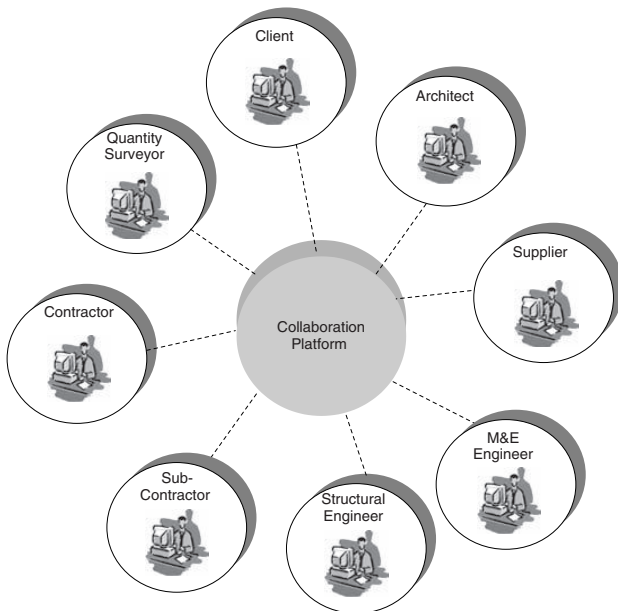 Client
Architect
Quantity
Surveyor
Supplier
Contractor
Collaboration
Platform
M&E
Engineer
Sub-
Contractor
Structural
Engineer